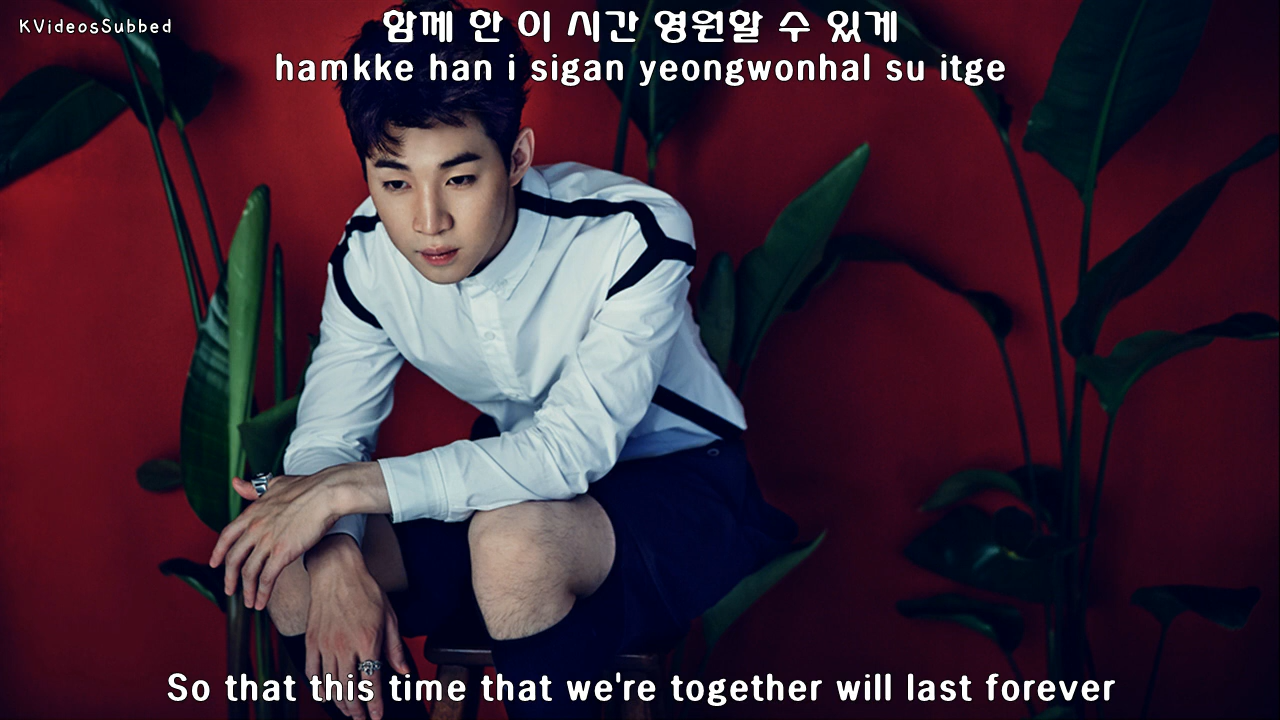 KVideosSubbed
함께 한 이 시간 영원할 수 있게
hamkke han i sigan yeongwonhal su itge
So that this time that we're together will last forever